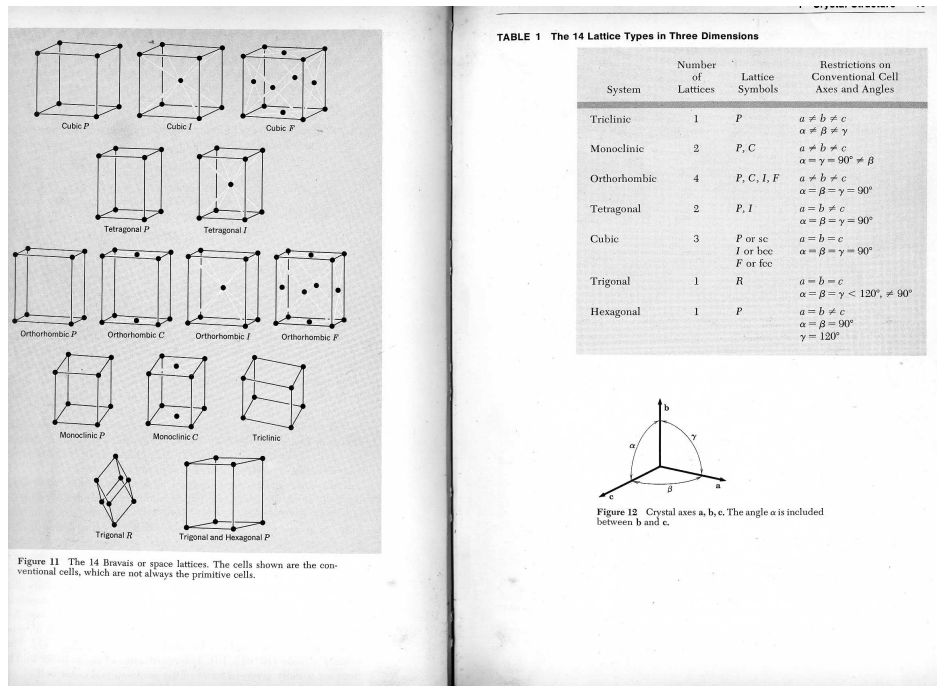 Cubic P
Cubic I
Cubic F
Tetragonal P
Tetragonal I
Orthorhombic P
Orthorhombic C
Orthorhombic I
Orthorhombic F
Monoclinic P
Monoclinic C
Triclinic
Trigonal R
Trigonal and Hexagonal P
Figure 11 The 14 Bravais or space lattices. The cells shown are the con-
ventional cells, which are not always the primitive cells.
TABLE 1 The 14 Lattice Types in Three Dimensions
System
Number
of
Lattices
Lattice
Symbols
Restrictions on
Conventional Cell
Axes and Angles
Triclinic 1 P a ≠ b ≠ c
α ≠ β ≠ γ
Monoclinic 2 P, C a ≠ b ≠ c
α = γ = 90° ≠ β
Orthorhombic 4 P, C, I, F a ≠ b ≠ c
α = β = γ = 90°
Tetragonal 2 P, I a = b ≠ c
α = β = γ = 90°
Cubic 3 P or sc a = b = c
I or bcc α = β = γ = 90°
F or fcc
Trigonal 1 R a = b = c
α = β = γ < 120°, ≠ 90°
Hexagonal 1 P a = b ≠ c
α = β = 90°
γ = 120°
b
α
γ
β
a
c
Figure 12 Crystal axes a, b, c. The angle α is included
between b and c.